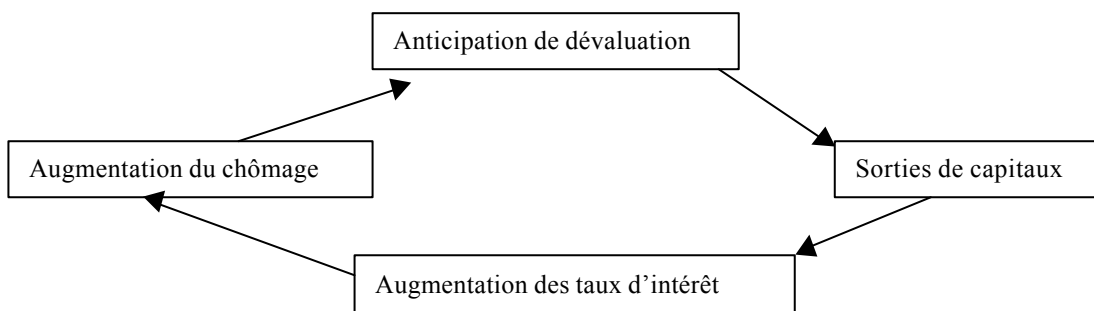 Anticipation de dévaluation
Augmentation du chômage
Sorties de capitaux
Augmentation des taux d’intérêt